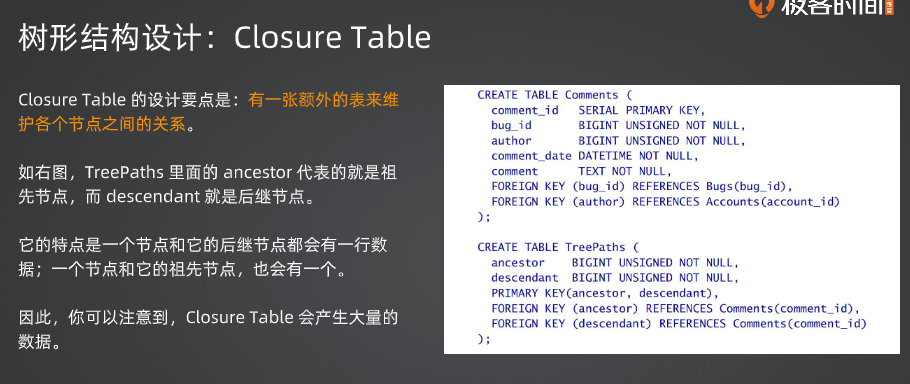 极客时间
树形结构设计：Closure Table
Closure Table 的设计要点是：有一张额外的表来维
护各个节点之间的关系。
如右图，TreePaths 里面的 ancestor 代表的就是祖
先节点，而 descendant 就是后继节点。
它的特点是一个节点和它的后继节点都会有一行数
据；一个节点和它的祖先节点，也会有一个。
因此，你可以注意到，Closure Table 会产生大量的
数据。
CREATE TABLE Comments (
comment_id SERIAL PRIMARY KEY,
bug_id BIGINT UNSIGNED NOT NULL,
author BIGINT UNSIGNED NOT NULL,
comment_date DATETIME NOT NULL,
comment TEXT NOT NULL,
FOREIGN KEY (bug_id) REFERENCES Bugs(bug_id),
FOREIGN KEY (author) REFERENCES Accounts(account_id)
);
CREATE TABLE TreePaths (
ancestor BIGINT UNSIGNED NOT NULL,
descendant BIGINT UNSIGNED NOT NULL,
PRIMARY KEY(ancestor, descendant),
FOREIGN KEY (ancestor) REFERENCES Comments(comment_id),
FOREIGN KEY (descendant) REFERENCES Comments(comment_id)
);